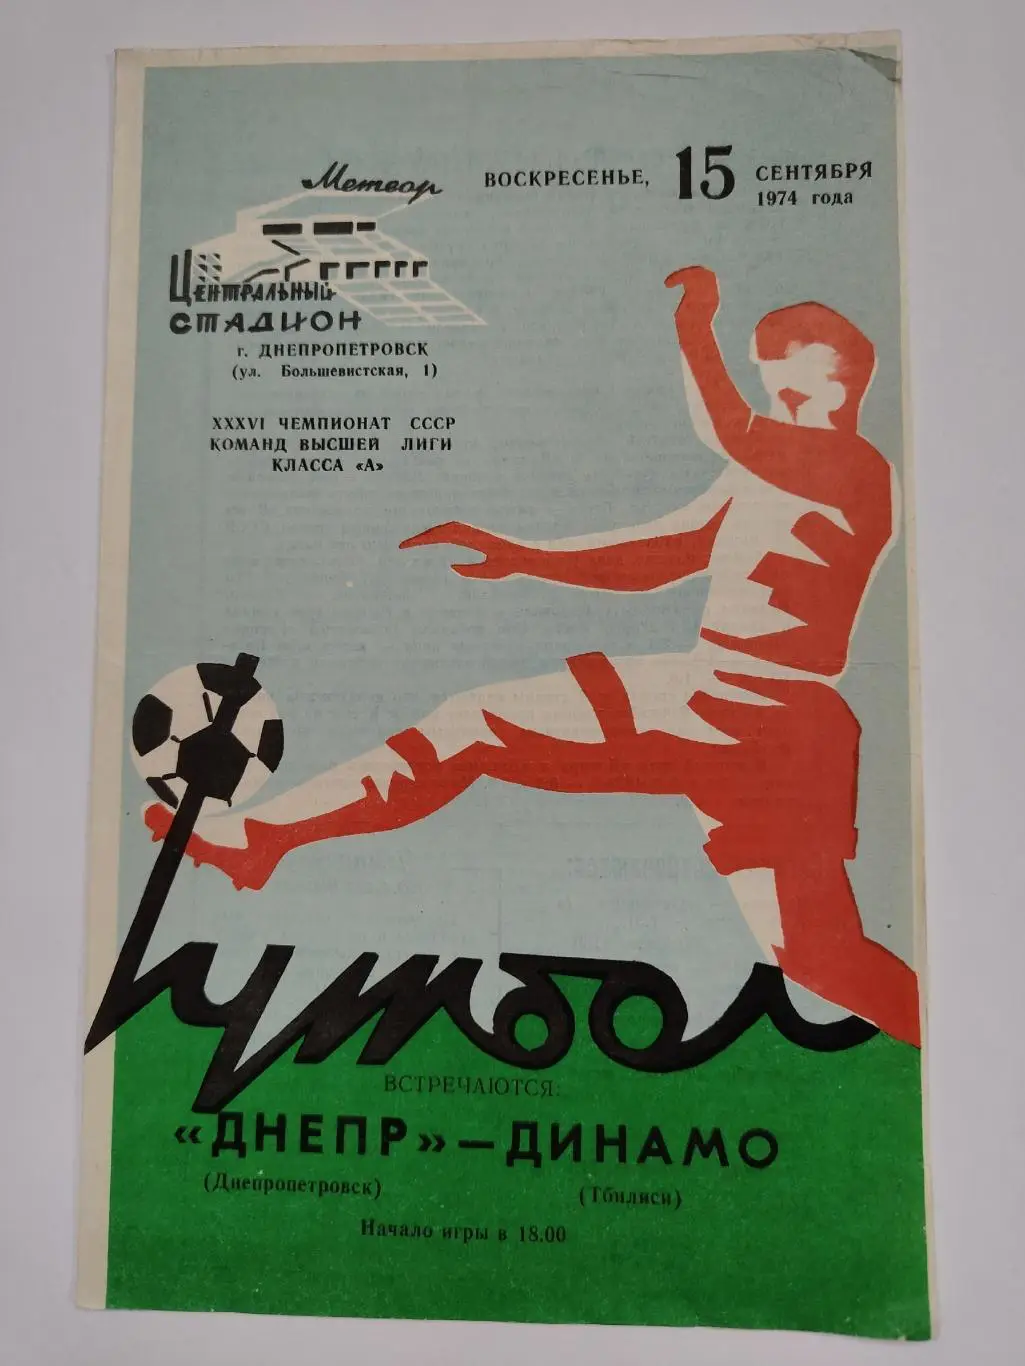 Метеор
ВОСКРЕСЕНЬЕ, 15 СЕНТЯБРЯ
1974 года
ЦЕНТРАЛЬНЫЙ
СТАДИОН
г. ДНЕПРОПЕТРОВСК
(ул. Большевистская, 1)
XXXVI ЧЕМПИОНАТ СССР
КОМАНД ВЫСШЕЙ ЛИГИ
КЛАССА «А»
Футбол
ВСТРЕЧАЮТСЯ:
«ДНЕПР» — ДИНАМО
(Днепропетровск) (Тбилиси)
Начало игры в 18.00